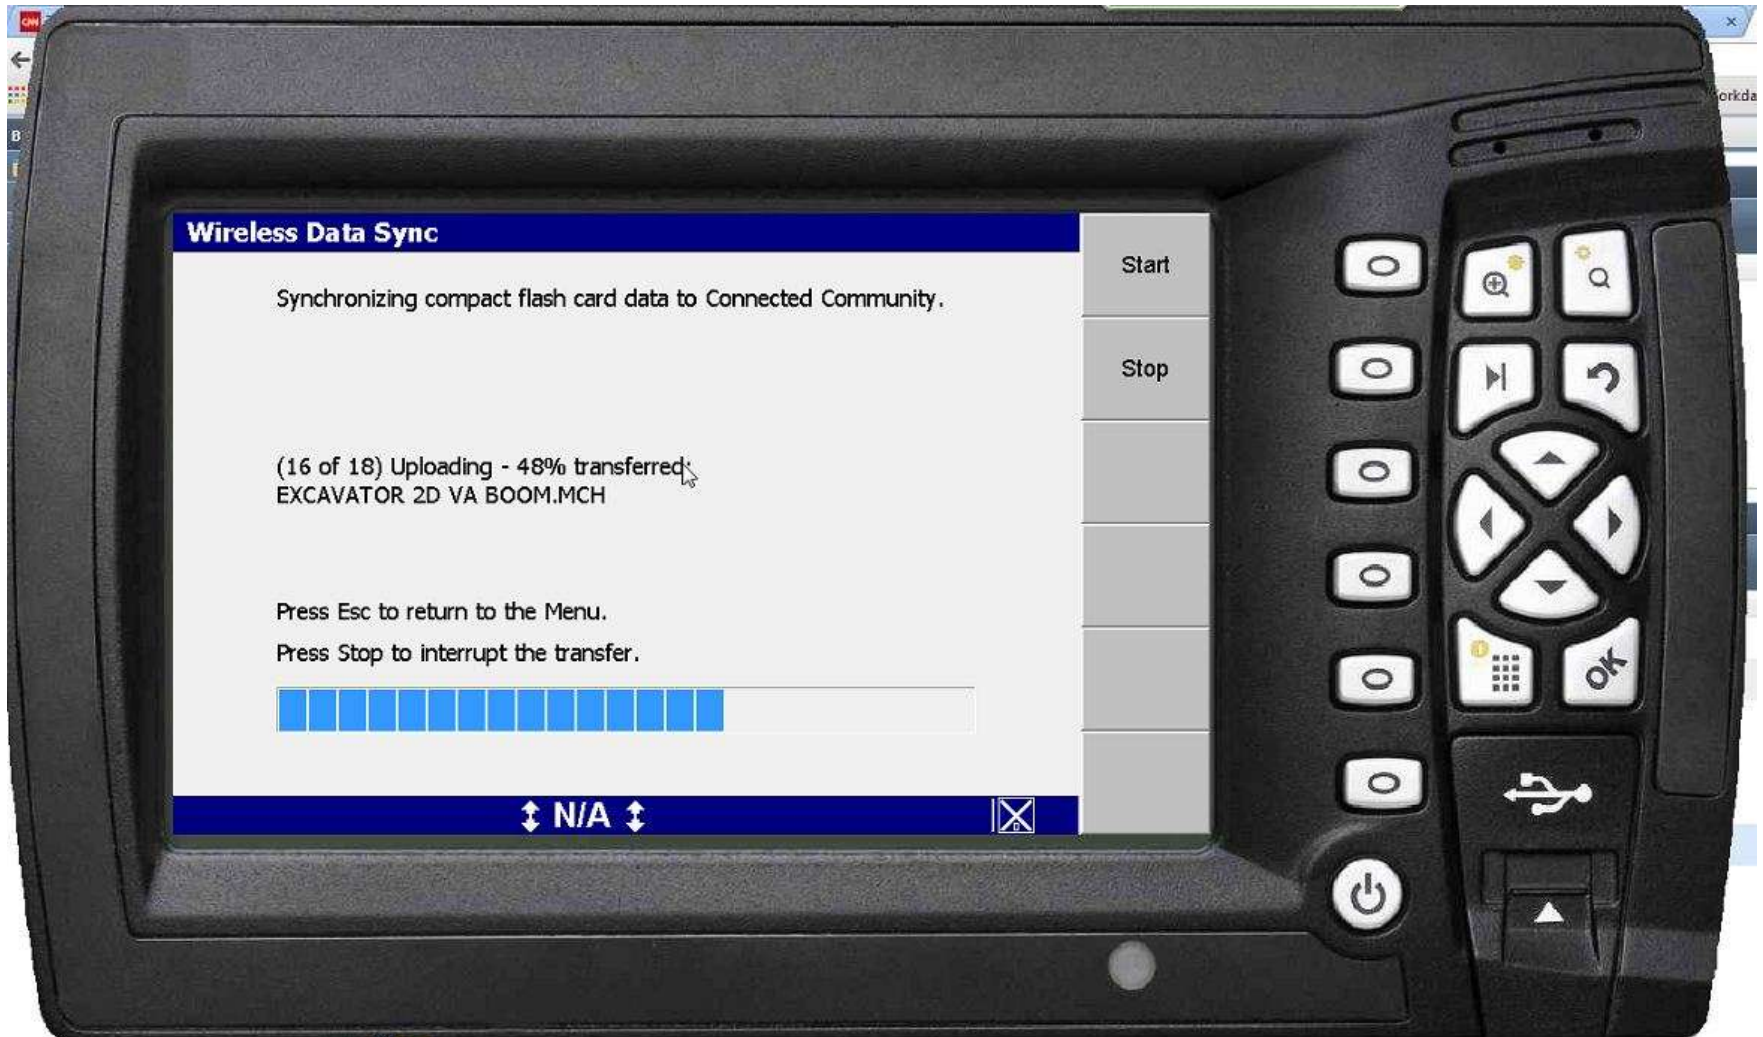 CNN
B
orkda
Wireless Data Sync
Start
Synchronizing compact flash card data to Connected Community.
Stop
(16 of 18) Uploading - 48% transferred:
EXCAVATOR 2D VA BOOM.MCH
Press Esc to return to the Menu.
Press Stop to interrupt the transfer.
N/A
OK